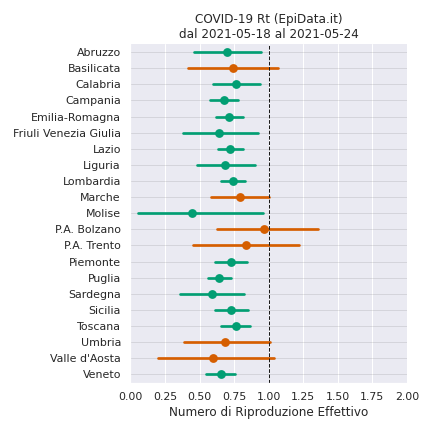 COVID-19 Rt (EpiData.it)
dal 2021-05-18 al 2021-05-24
Abruzzo
Basilicata
Calabria
Campania
Emilia-Romagna
Friuli Venezia Giulia
Lazio
Liguria
Lombardia
Marche
Molise
P.A. Bolzano
P.A. Trento
Piemonte
Puglia
Sardegna
Sicilia
Toscana
Umbria
Valle d'Aosta
Veneto
0.00 0.25 0.50 0.75 1.00 1.25 1.50 1.75 2.00
Numero di Riproduzione Effettivo